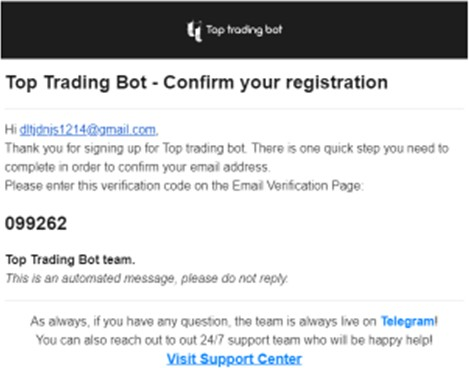 Top trading bot
Top Trading Bot - Confirm your registration
Hi dltjdnjs1214@gmail.com,
Thank you for signing up for Top trading bot. There is one quick step you need to
complete in order to confirm your email address.
Please enter this verification code on the Email Verification Page:
099262
Top Trading Bot team.
This is an automated message, please do not reply.
As always, if you have any question, the team is always live on Telegram!
You can also reach out to out 24/7 support team who will be happy help!
Visit Support Center